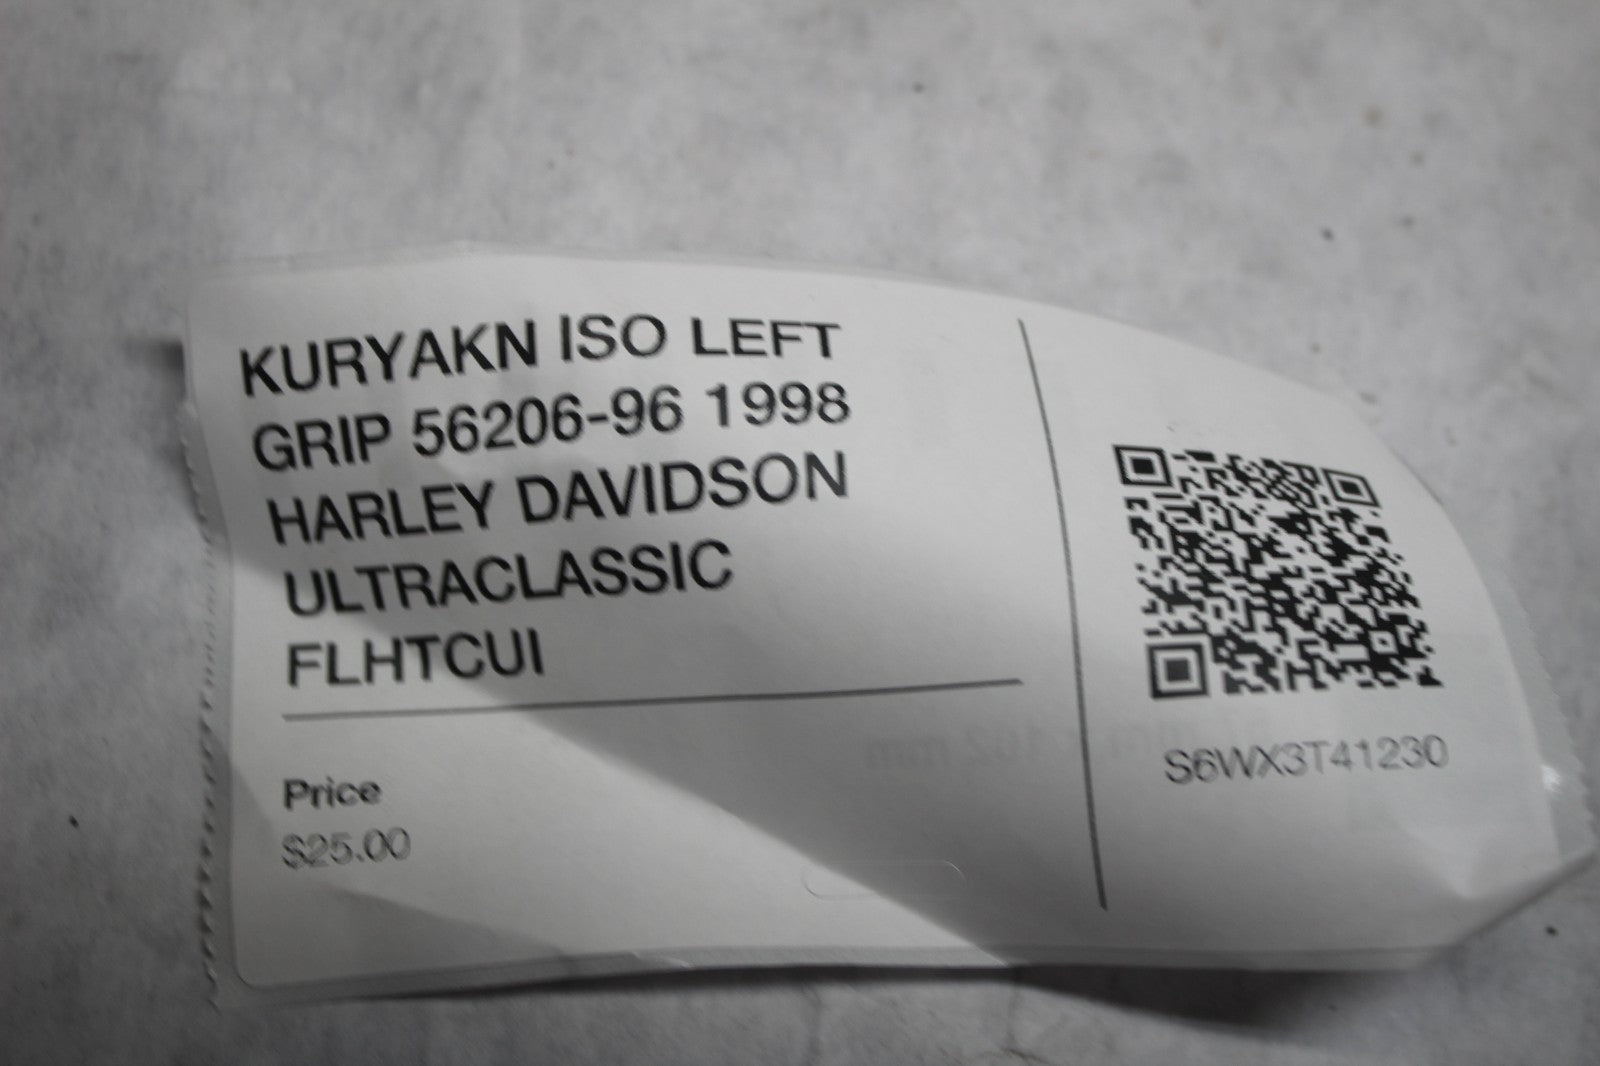 KURYAKN ISO LEFT
GRIP 56206-96 1998
HARLEY DAVIDSON
ULTRACLASSIC
FLHTCUI
Price
$25.00
S6WX3T41230